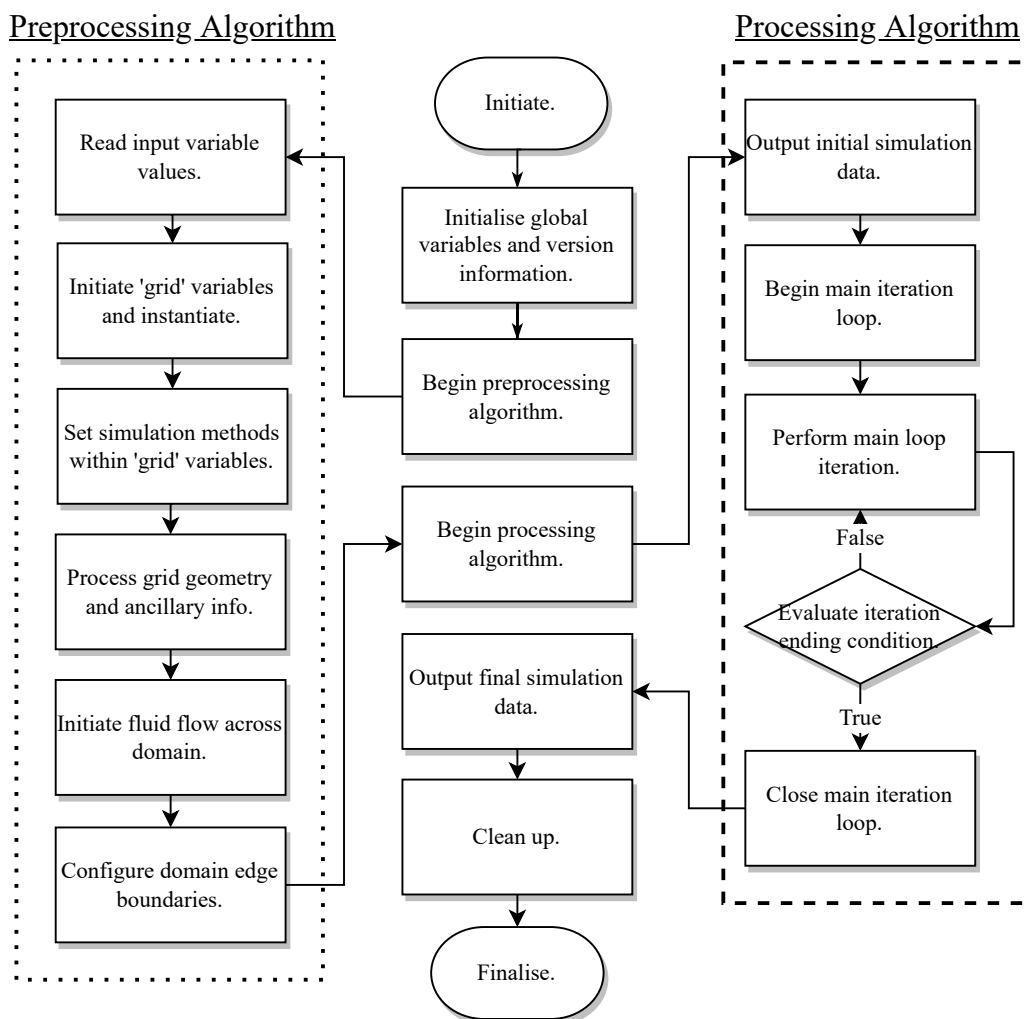 Preprocessing Algorithm
Read input variable
values.
Initiate 'grid' variables
and instantiate.
Set simulation methods
within 'grid' variables.
Process grid geometry
and ancillary info.
Initiate fluid flow across
domain.
Configure domain edge
boundaries.
Initiate.
Initialise global
variables and version
information.
Begin preprocessing
algorithm.
Begin processing
algorithm.
Output final simulation
data.
Clean up.
Finalise.
Processing Algorithm
Output initial simulation
data.
Begin main iteration
loop.
Perform main loop
iteration.
False
Evaluate iteration
ending condition.
True
Close main iteration
loop.